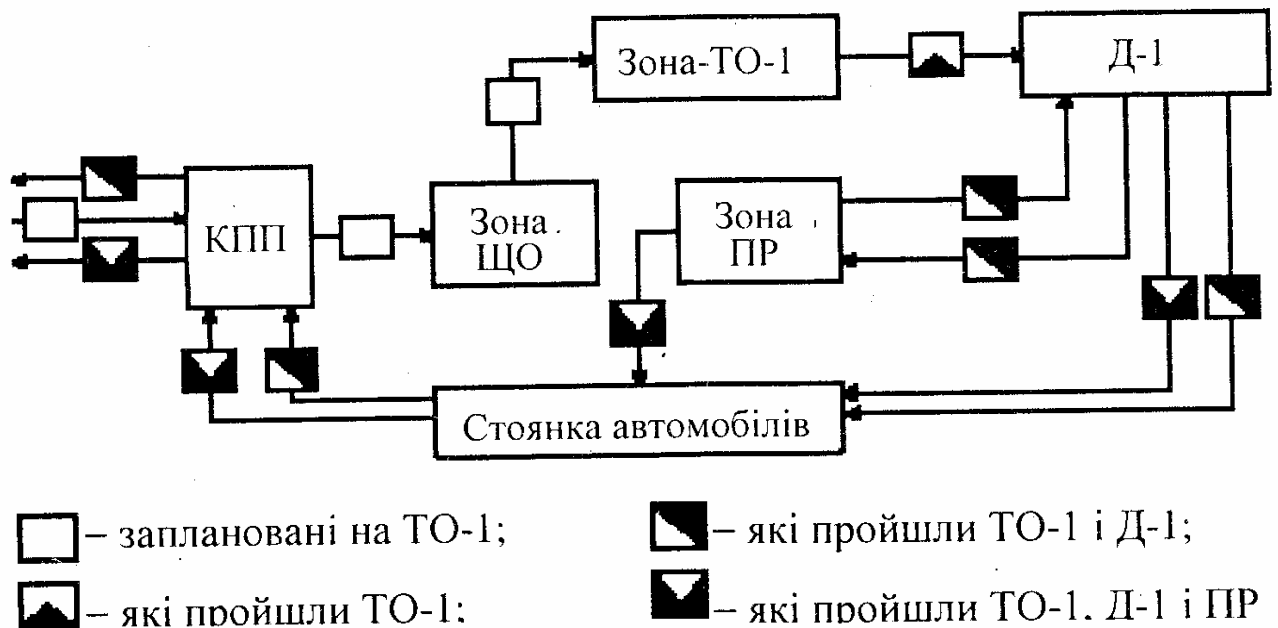 Зона-ТО-1
Д-1
КПП
Зона
ЩО
Зона
ПР
Стоянка автомобілів
– заплановані на ТО-1;
– які пройшли ТО-1 і Д-1;
– які пройшли ТО-1;
– які пройшли ТО-1, Д-1 і ПР